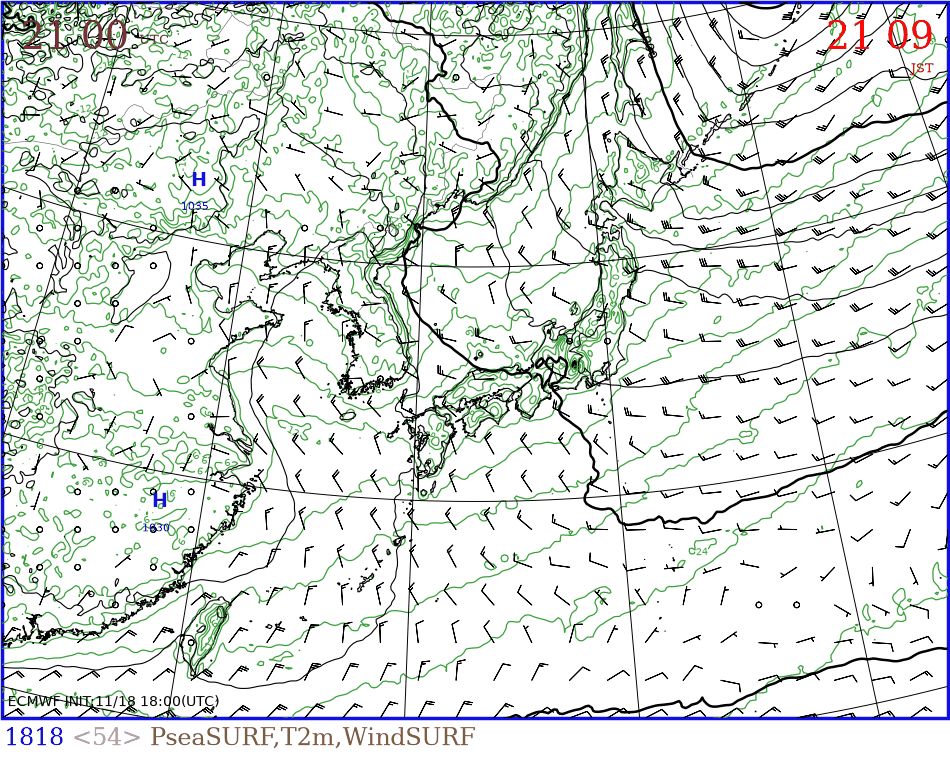 21 00 UTC
21 09
JST
H
1035
H
1030
24
ECMWF INIT:11/18 18:00(UTC)
1818 <54> PseaSURF,T2m,WindSURF